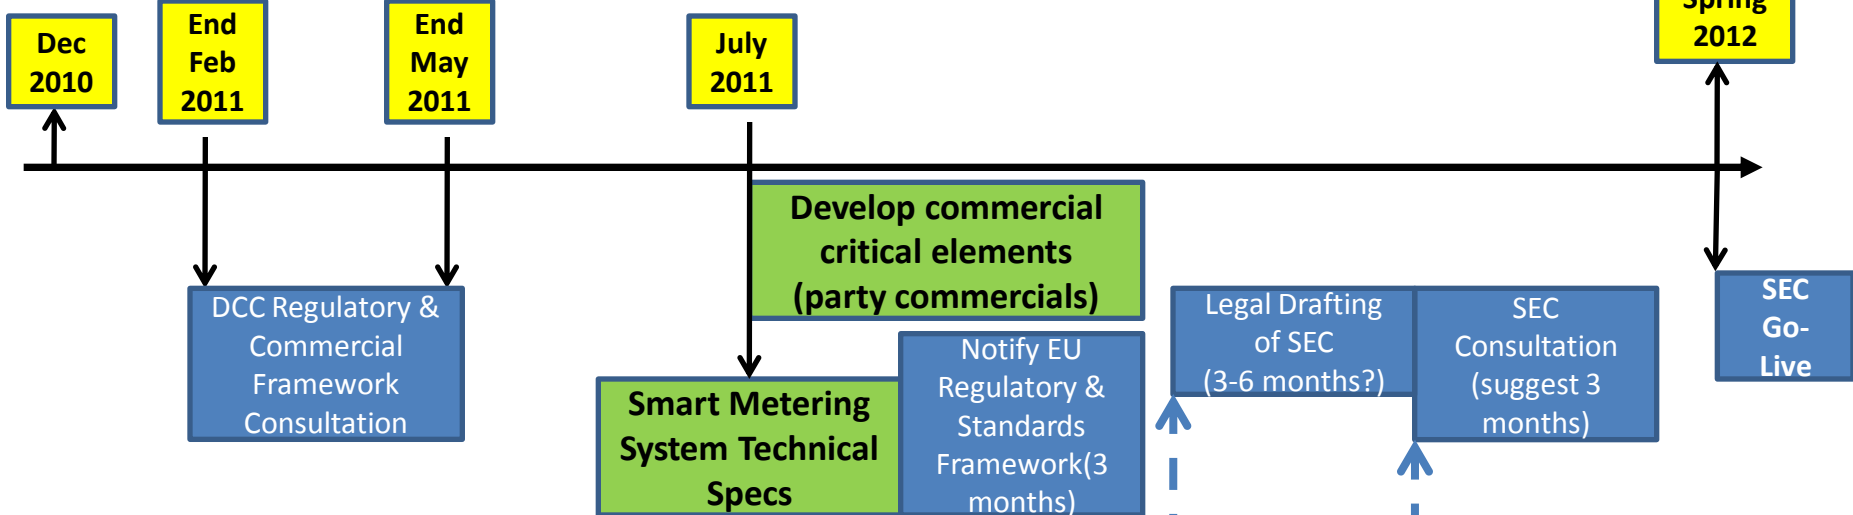 Dec
2010
End
Feb
2011
End
May
2011
July
2011
Spring
2012
Develop commercial
critical elements
(party commercials)
DCC Regulatory &
Commercial
Framework
Consultation
Smart Metering
System Technical
Specs
Notify EU
Regulatory &
Standards
Framework(3
months)
Legal Drafting
of SEC
(3-6 months?)
SEC
Consultation
(suggest 3
months)
SEC
Go-
Live